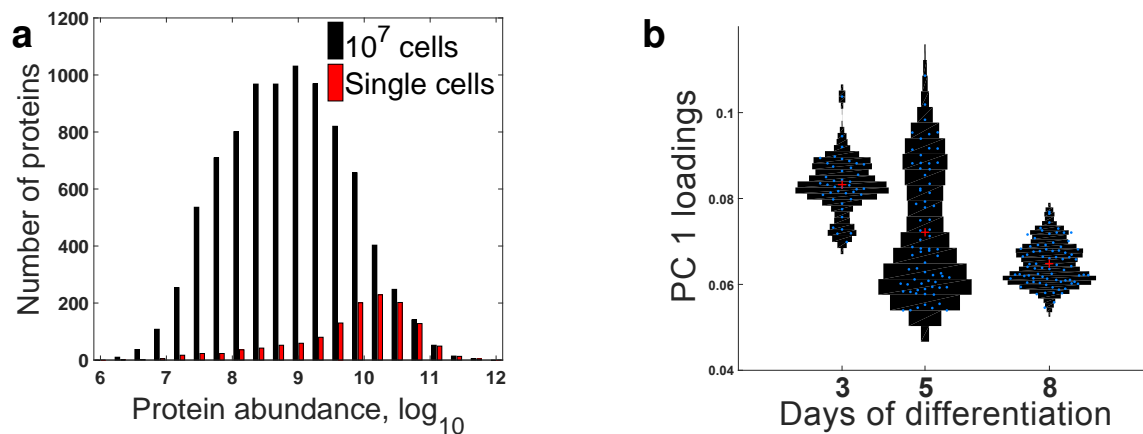 a
1200
1000
800
600
400
200
0
Number of proteins
10^7 cells
Single cells
6 7 8 9 10 11 12
Protein abundance, log_10
b
0.1
0.08
0.06
0.04
PC 1 loadings
3 5 8
Days of differentiation